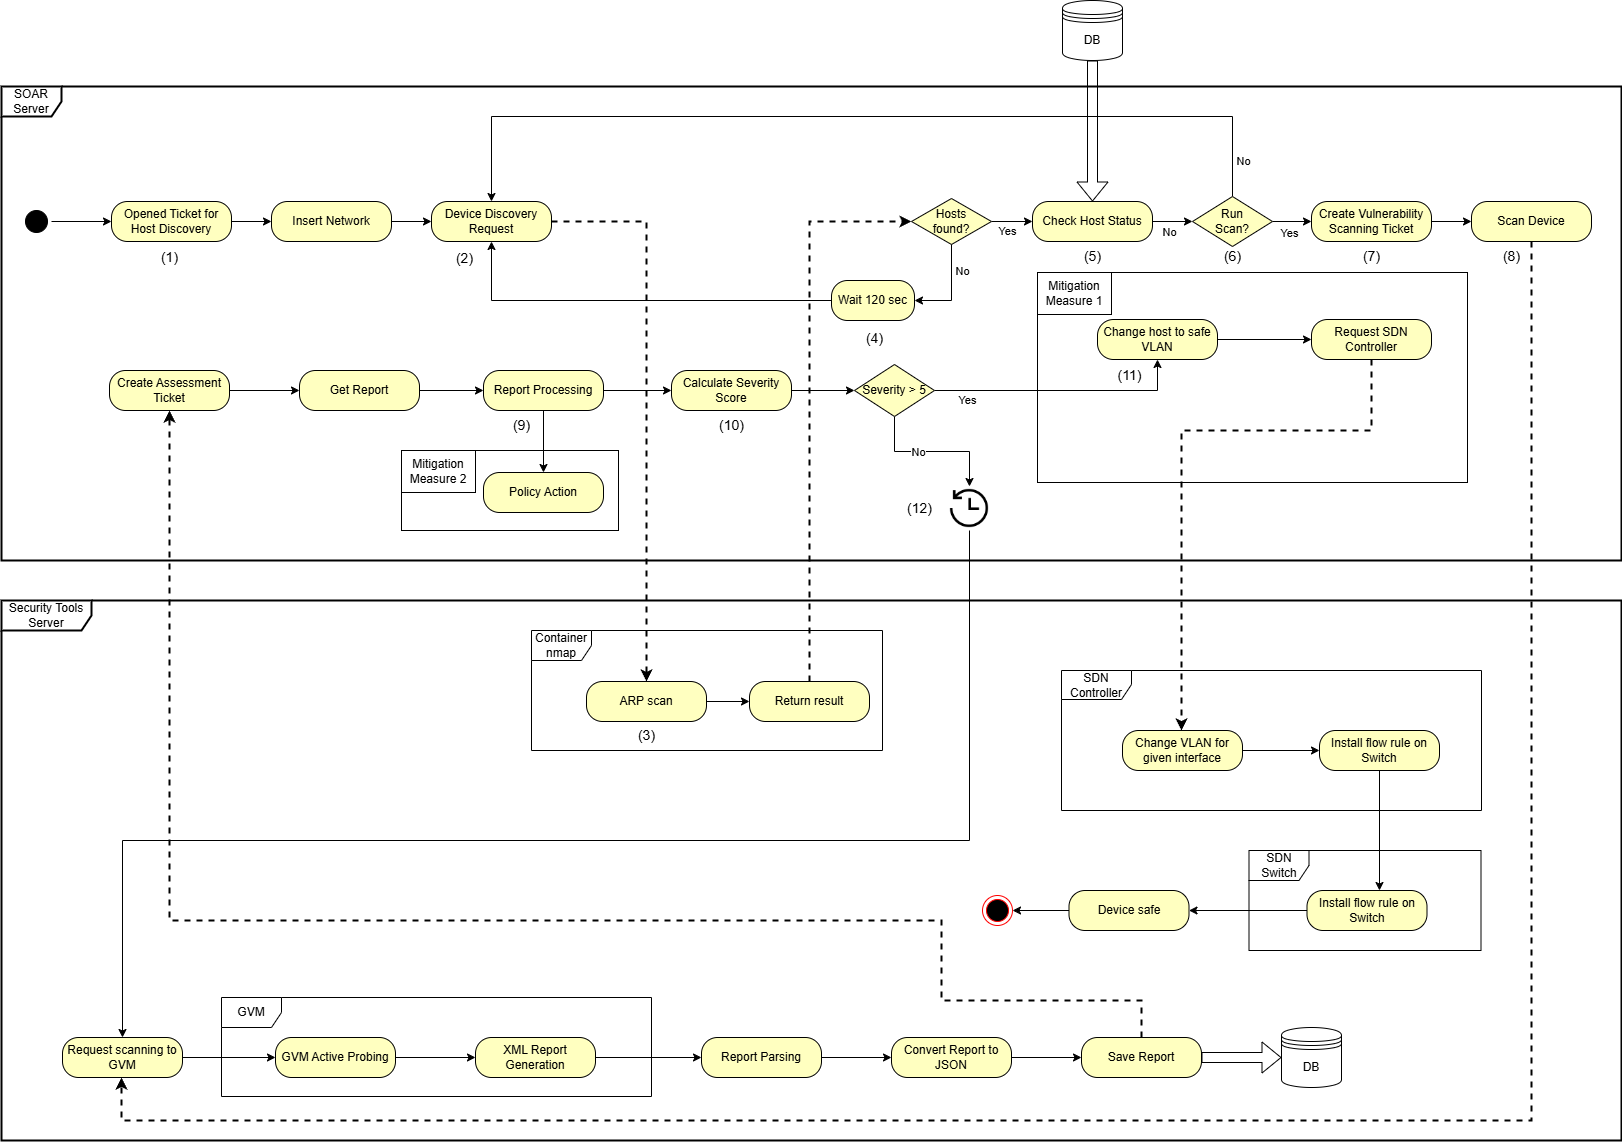 DB
SOAR
Server
No
Opened Ticket for
Host Discovery
Insert Network
Device Discovery
Request
Hosts
found?
Yes
Check Host Status
No
Run
Scan?
Yes
Create Vulnerability
Scanning Ticket
Scan Device
(1)
(2)
(5)
(6)
(7)
(8)
No
Wait 120 sec
(4)
Mitigation
Measure 1
Change host to safe
VLAN
Request SDN
Controller
(11)
Create Assessment
Ticket
Get Report
Report Processing
Calculate Severity
Score
Severity > 5
Yes
(9)
(10)
No
Mitigation
Measure 2
Policy Action
(12)
Security Tools
Server
Container
nmap
ARP scan
Return result
(3)
SDN
Controller
Change VLAN for
given interface
Install flow rule on
Switch
SDN
Switch
Device safe
Install flow rule on
Switch
GVM
Request scanning to
GVM
GVM Active Probing
XML Report
Generation
Report Parsing
Convert Report to
JSON
Save Report
DB